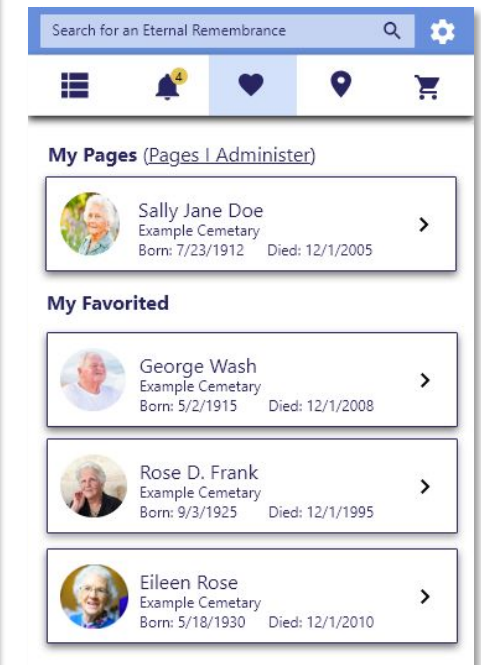 Search for an Eternal Remembrance
4
My Pages (Pages I Administer)
Sally Jane Doe
Example Cemetary
Born: 7/23/1912 Died: 12/1/2005
My Favorited
George Wash
Example Cemetary
Born: 5/2/1915 Died: 12/1/2008
Rose D. Frank
Example Cemetary
Born: 9/3/1925 Died: 12/1/1995
Eileen Rose
Example Cemetary
Born: 5/18/1930 Died: 12/1/2010